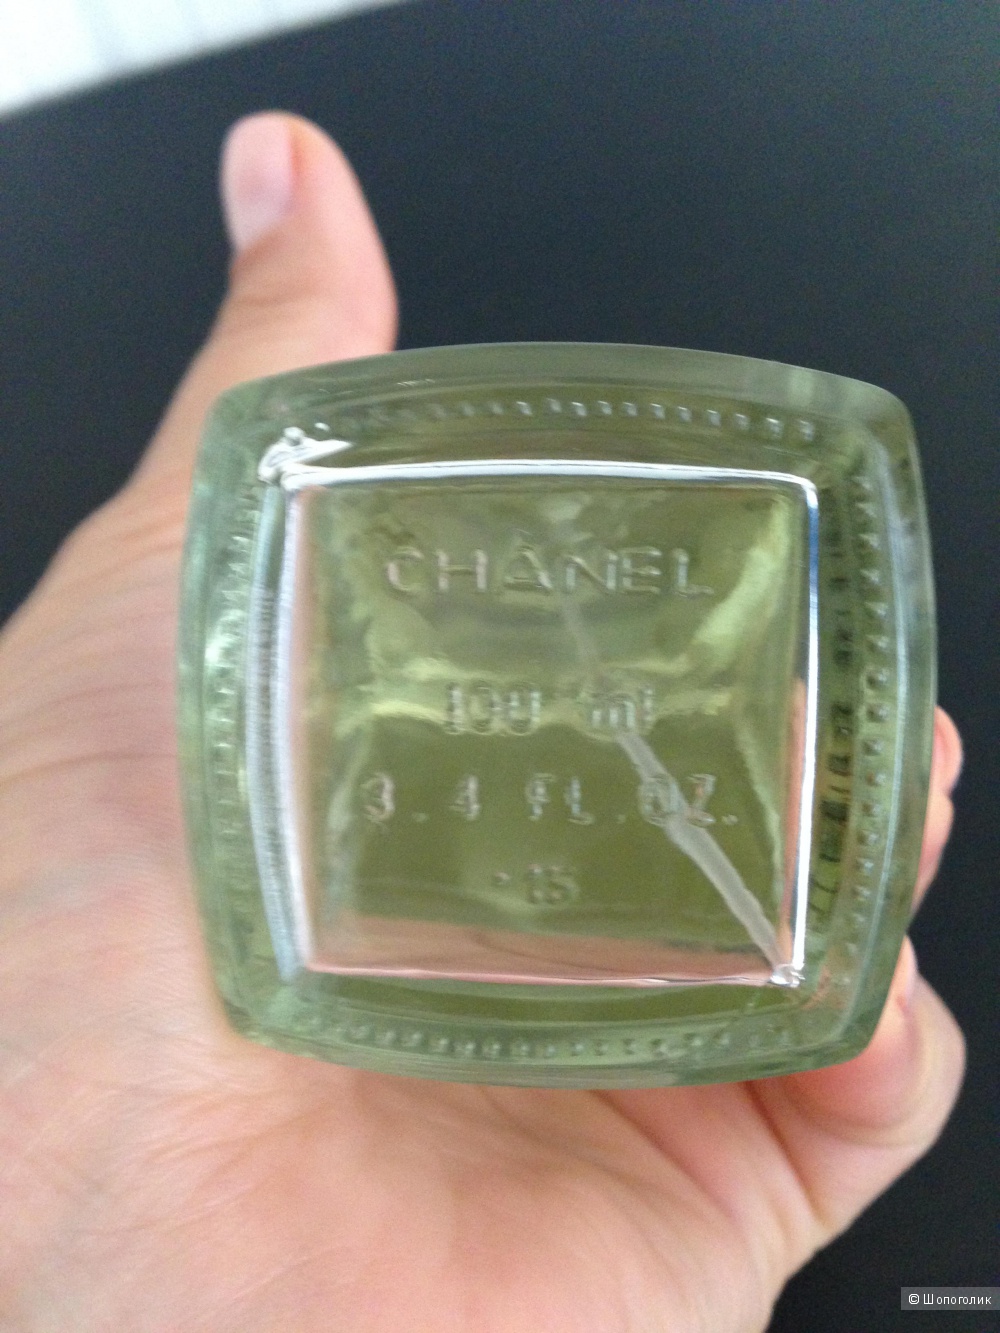 CHANEL
100 ml
3.4 FL.OZ.
·15
© Шопоголик